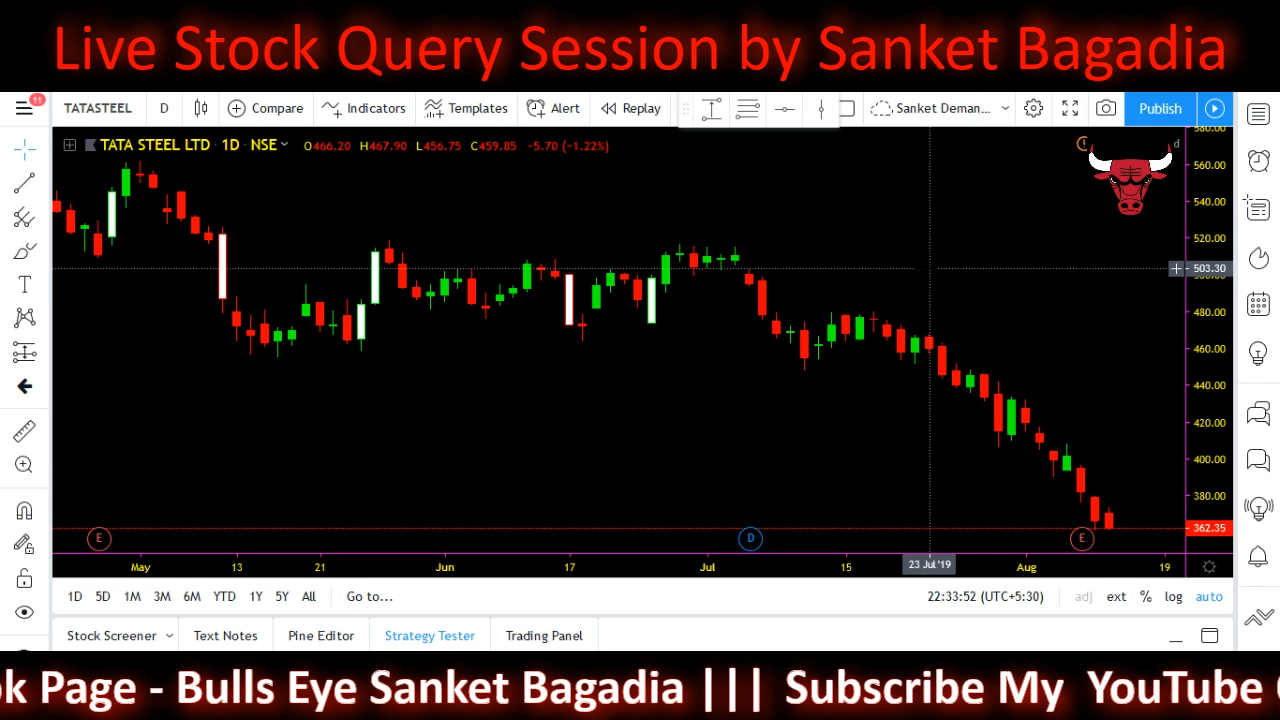 Live Stock Query Session by Sanket Bagadia
11 TATASTEEL D Compare Indicators Templates Alert Replay Sanket Deman... Publish
TATA STEEL LTD · 1D · NSE O466.20 H467.90 L456.75 C459.85 -5.70 (-1.22%)
d
580.00
560.00
540.00
520.00
503.30
480.00
460.00
440.00
420.00
400.00
380.00
362.35
E D E
May 13 21 Jun 17 Jul 15 23 Jul '19 Aug 19
1D 5D 1M 3M 6M YTD 1Y 5Y All Go to... 22:33:52 (UTC+5:30) adj ext % log auto
Stock Screener Text Notes Pine Editor Strategy Tester Trading Panel
ok Page - Bulls Eye Sanket Bagadia ||| Subscribe My YouTube